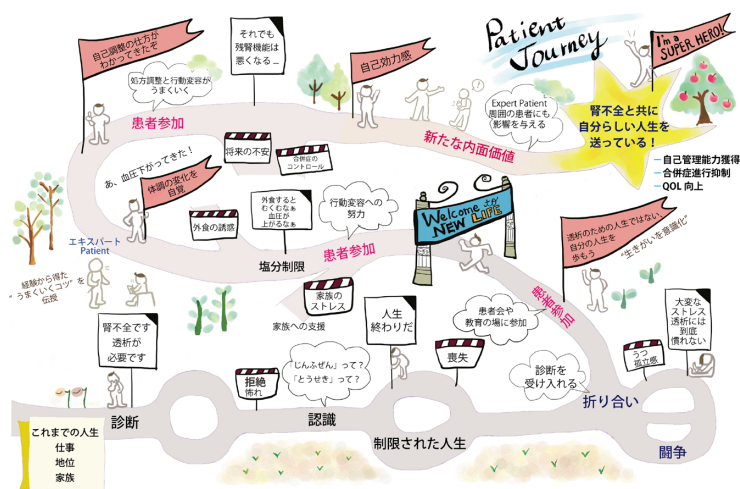 Patient
Journey
I'm a
SUPER HERO!
自己調整の仕方が
わかってきたぞ
それでも
残腎機能は
悪くなる ...
自己効力感
処方調整と行動変容が
うまくいく
患者参加
Expert Patient
周囲の患者にも
影響を与える
新たな内面価値
腎不全と共に
自分らしい人生を
送っている！
自己管理能力獲得
合併症進行抑制
QOL 向上
将来の不安
合併症の
コントロール
あ、血圧下がってきた！
体調の変化を
自覚
外食の誘惑
外食すると
むくむなぁ
血圧が
上がるなぁ
行動変容への
努力
塩分制限
患者参加
Welcome to
NEW LIFE
透析のための人生ではない、
自分の人生を
歩もう
"生きがいを意識化"
エキスパート
Patient
経験から得た
"うまくいくコツ" を
伝授
家族の
ストレス
家族への支援
患者会や
教育の場に参加
患者参加
大変な
ストレス
透析には
到底
慣れない
腎不全です
透析が
必要です
人生
終わりだ
喪失
うつ
孤立感
診断を
受け入れる
拒絶
怖れ
「じんふぜん」って？
「とうせき」って？
診断
認識
制限された人生
折り合い
闘争
これまでの人生
仕事
地位
家族